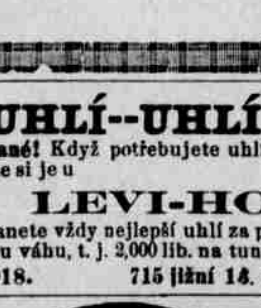 UHLÍ--UHLÍ
ané! Když potřebujete uhl
e si je u
LEVI-HO
anete vždy nejlepší uhlí za p
u váhu, t. j. 2,000 lib. na tun
918. 715 jižní 14.